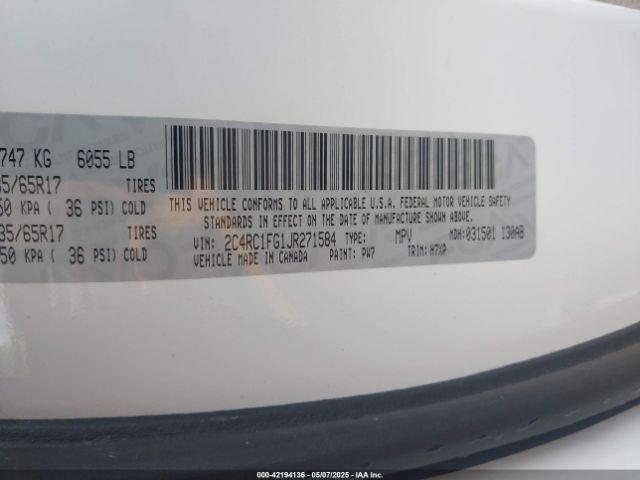 747 KG 6055 LB
5/65R17 TIRES
50 KPA ( 36 PSI) COLD
35/65R17 TIRES
50 KPA ( 36 PSI) COLD
THIS VEHICLE CONFORMS TO ALL APPLICABLE U.S.A. FEDERAL MOTOR VEHICLE SAFETY
STANDARDS IN EFFECT ON THE DATE OF MANUFACTURE SHOWN ABOVE.
VIN: 2C4RC1FG1JR271584 TYPE: MPV MDH: 031501 130AB
VEHICLE MADE IN CANADA PAINT: PW7 TRIM: H7XP
000-42194136 - 05/07/2025 - IAAI.COM